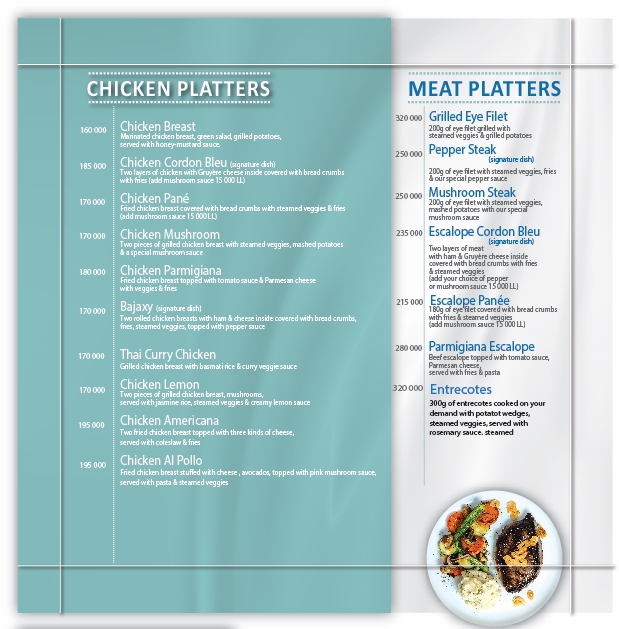 CHICKEN PLATTERS
160 000
Chicken Breast
Marinated chicken breast, green salad, grilled potatoes,
served with honey-mustard sauce.
185 000
Chicken Cordon Bleu (signature dish)
Two layers of chicken with Gruyère cheese inside covered with bread crumbs
with fries (add mushroom sauce 15 000 LL)
170 000
Chicken Pané
Fried chicken breast covered with bread crumbs with steamed veggies & fries
(add mushroom sauce 15 000 LL)
170 000
Chicken Mushroom
Two pieces of grilled chicken breast with steamed veggies, mashed potatoes
& a special mushroom sauce
180 000
Chicken Parmigiana
Fried chicken breast topped with tomato sauce & Parmesan cheese
with veggies & fries
170 000
Bajaxy (signature dish)
Two rolled chicken breasts with ham & cheese inside covered with bread crumbs,
fries, steamed veggies, topped with pepper sauce
170 000
Thai Curry Chicken
Grilled chicken breast with basmati rice & curry veggie sauce
170 000
Chicken Lemon
Two pieces of grilled chicken breast, mushrooms,
served with jasmine rice, steamed veggies & creamy lemon sauce
195 000
Chicken Americana
Two fried chicken breast topped with three kinds of cheese,
served with coleslaw & fries
195 000
Chicken Al Pollo
Fried chicken breast stuffed with cheese , avocados, topped with pink mushroom sauce,
served with pasta & steamed veggies
MEAT PLATTERS
320 000
Grilled Eye Filet
200g of eye filet grilled with
steamed veggies & grilled potatoes
250 000
Pepper Steak
(signature dish)
200g of eye filet with steamed veggies, fries
& our special pepper sauce
250 000
Mushroom Steak
200g of eye filet with steamed veggies,
mashed potatoes with our special
mushroom sauce
235 000
Escalope Cordon Bleu
(signature dish)
Two layers of meat
with ham & Gruyère cheese inside
covered with bread crumbs with fries
& steamed veggies
(add your choice of pepper
or mushroom sauce 15 000 LL)
215 000
Escalope Panée
180g of eye filet covered with bread crumbs
with fries & steamed veggies
(add mushroom sauce 15 000 LL)
280 000
Parmigiana Escalope
Beef escalope topped with tomato sauce,
Parmesan cheese,
served with fries & pasta
320 000
Entrecotes
300g of entrecotes cooked on your
demand with potatot wedges,
steamed veggies, served with
rosemary sauce. steamed